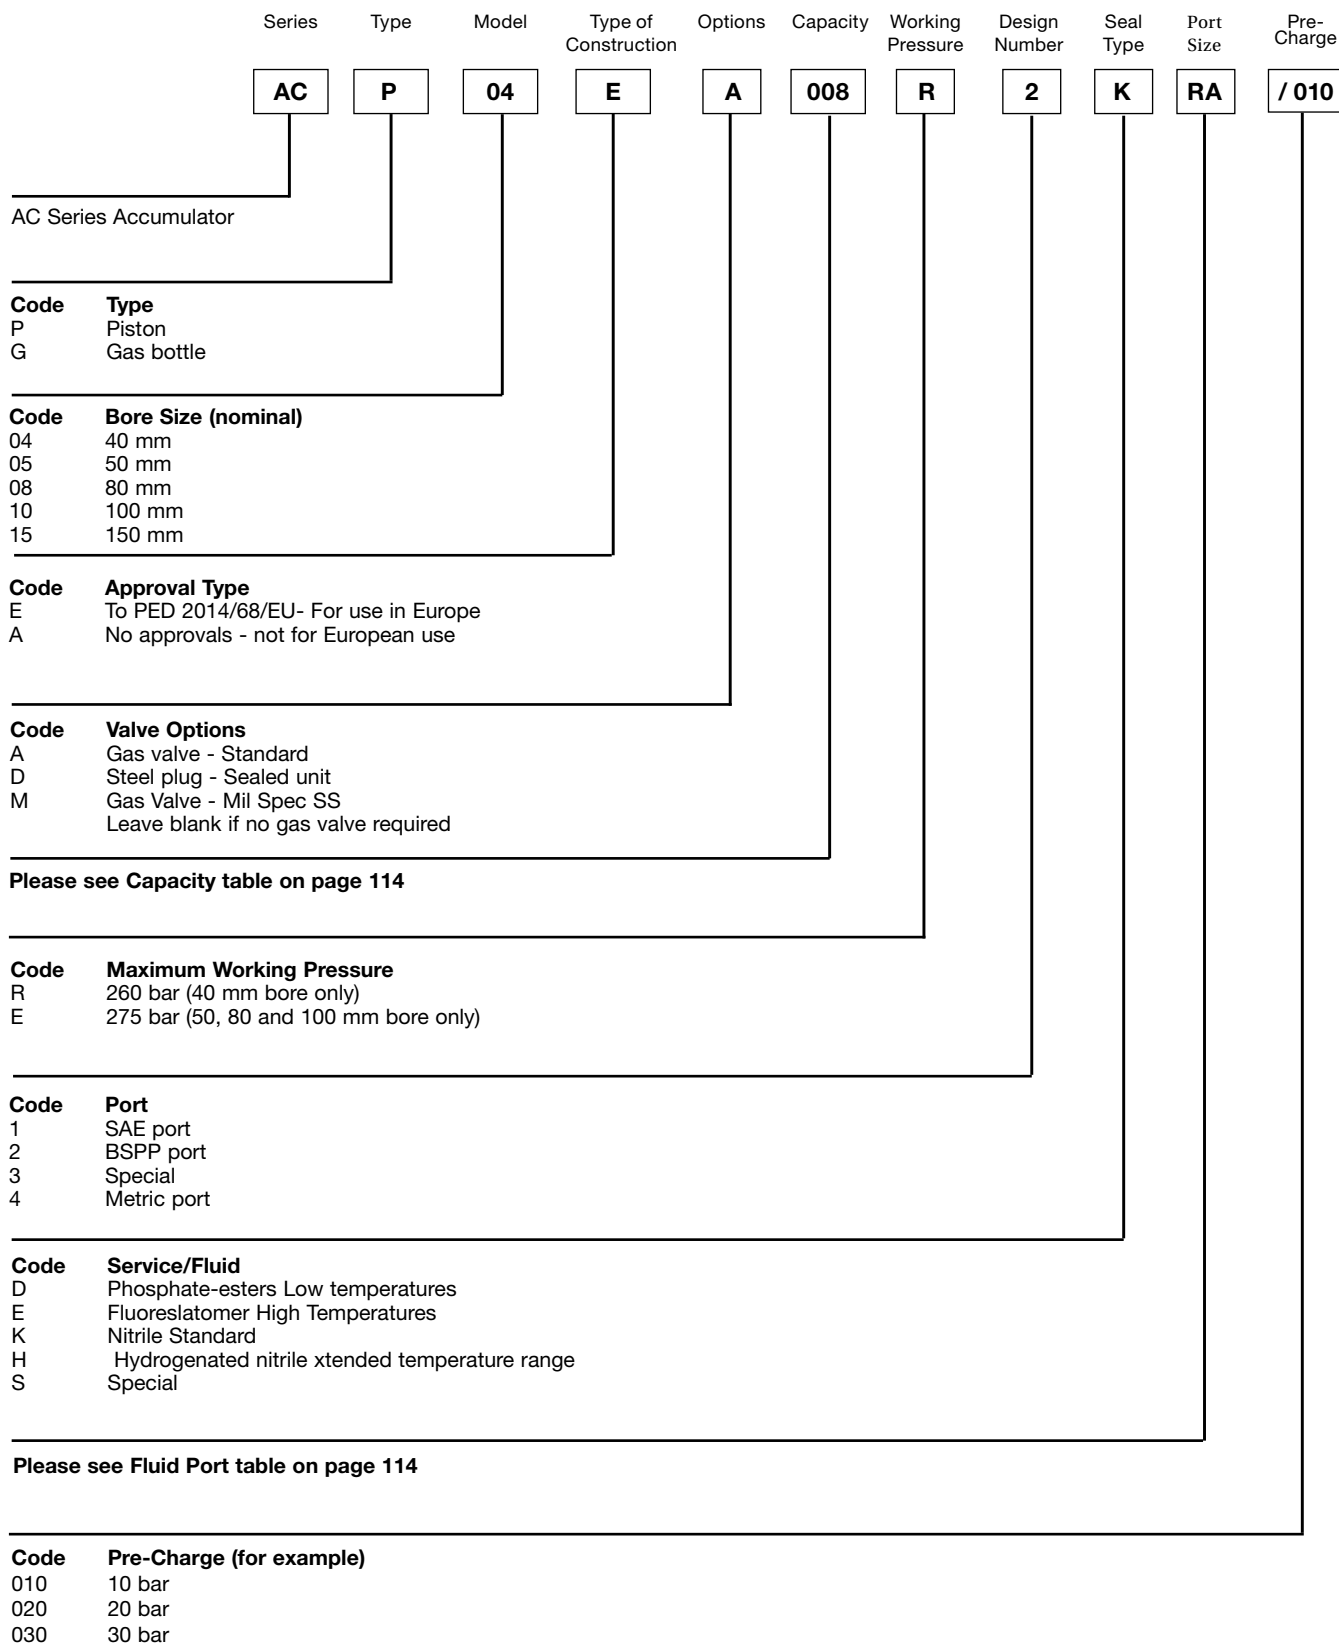 Series Type Model Type of Construction Options Capacity Working Pressure Design Number Seal Type Port Size Pre-Charge
AC P 04 E A 008 R 2 K RA / 010
AC Series Accumulator
Code Type
P Piston
G Gas bottle
Code Bore Size (nominal)
04 40 mm
05 50 mm
08 80 mm
10 100 mm
15 150 mm
Code Approval Type
E To PED 2014/68/EU- For use in Europe
A No approvals - not for European use
Code Valve Options
A Gas valve - Standard
D Steel plug - Sealed unit
M Gas Valve - Mil Spec SS
Leave blank if no gas valve required
Please see Capacity table on page 114
Code Maximum Working Pressure
R 260 bar (40 mm bore only)
E 275 bar (50, 80 and 100 mm bore only)
Code Port
1 SAE port
2 BSPP port
3 Special
4 Metric port
Code Service/Fluid
D Phosphate-esters Low temperatures
E Fluoreslatomer High Temperatures
K Nitrile Standard
H Hydrogenated nitrile xtended temperature range
S Special
Please see Fluid Port table on page 114
Code Pre-Charge (for example)
010 10 bar
020 20 bar
030 30 bar